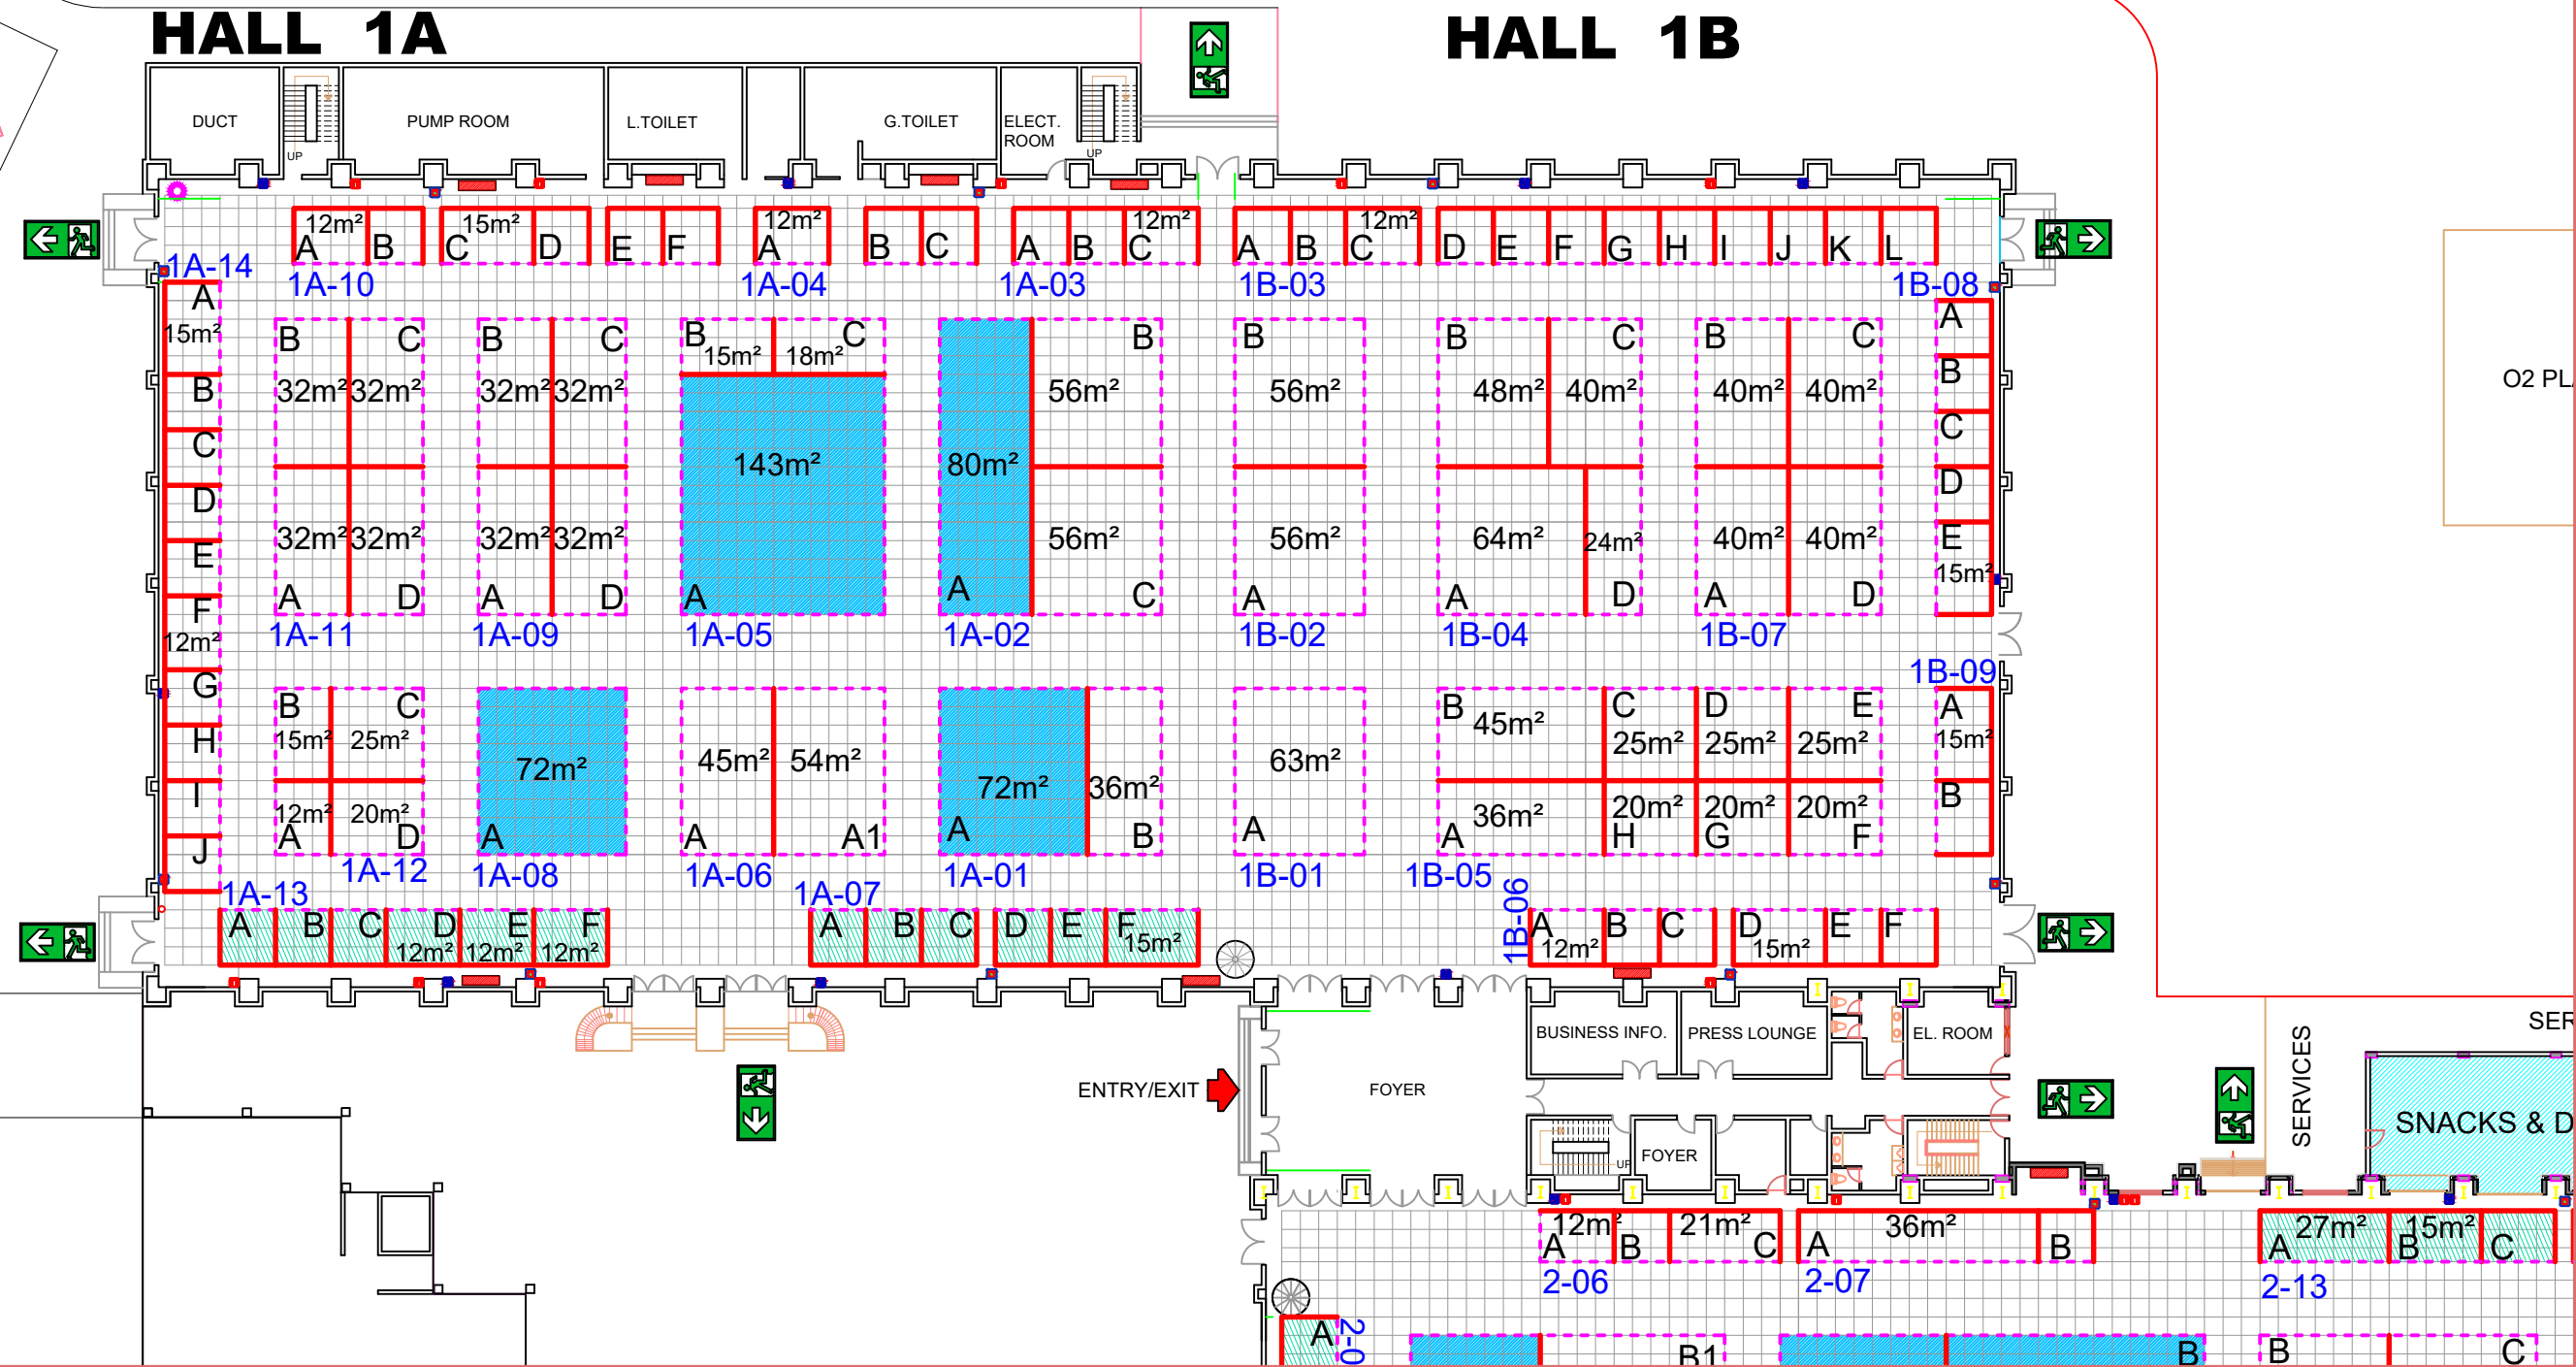 HALL 1A
HALL 1B
DUCT
UP
PUMP ROOM
L.TOILET
G.TOILET
ELECT.
ROOM
UP
12m²
A
B
15m²
C
D
E
F
12m²
A
B
C
A
B
12m²
C
A
B
12m²
C
D
E
F
G
H
I
J
K
L
1A-14
1A-10
1A-04
1A-03
1B-03
1B-08
O2 PL
A
15m²
B
C
D
E
F
12m²
G
H
I
J
B
C
32m²
32m²
32m²
32m²
A
D
1A-11
B
C
32m²
32m²
32m²
32m²
A
D
1A-09
B
15m²
C
18m²
143m²
A
1A-05
80m²
A
B
56m²
56m²
C
1A-02
B
56m²
56m²
A
1B-02
B
48m²
C
40m²
64m²
24m²
A
D
1B-04
B
C
40m²
40m²
40m²
40m²
A
D
1B-07
A
B
C
D
E
15m²
1B-09
A
15m²
B
B
15m²
C
25m²
12m²
A
20m²
D
1A-12
72m²
A
1A-08
45m²
54m²
A
A1
1A-06
72m²
A
36m²
B
1A-01
63m²
A
1B-01
B
45m²
C
25m²
D
25m²
E
25m²
36m²
A
20m²
H
20m²
G
20m²
F
1B-05
1A-13
A
B
C
D
12m²
E
12m²
F
12m²
1A-07
A
B
C
D
E
F
15m²
1B-06
A
12m²
B
C
D
15m²
E
F
BUSINESS INFO.
PRESS LOUNGE
EL. ROOM
ENTRY/EXIT
FOYER
UP
FOYER
SERVICES
SER
SNACKS & D
12m²
A
B
21m²
C
2-06
36m²
A
B
2-07
27m²
A
15m²
B
C
2-13
A
2-0
B1
B
B
C